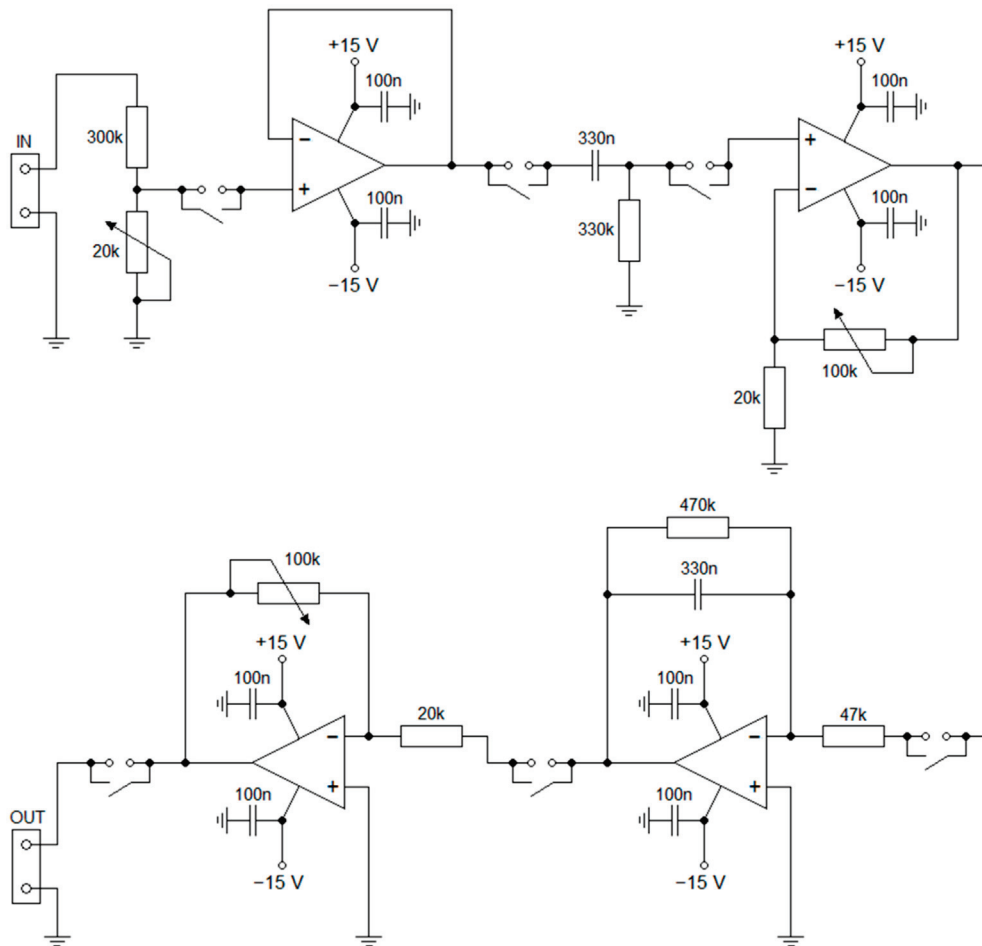 +15 V
100n
IN
300k
20k
100n
−15 V
330n
330k
+15 V
100n
100n
−15 V
100k
20k
470k
330n
100k
+15 V
100n
20k
100n
−15 V
+15 V
100n
47k
100n
−15 V
OUT